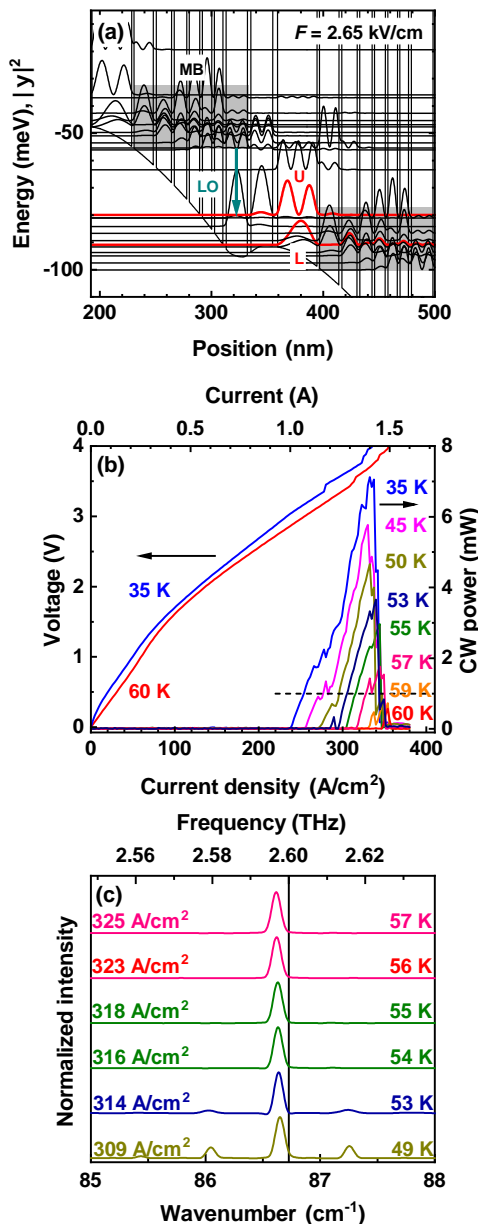 (a)
F = 2.65 kV/cm
MB
LO
U
L
-50
-100
Energy (meV), | y|²
200
300
400
500
Position (nm)
Current (A)
0.0
0.5
1.0
1.5
(b)
4
3
2
1
0
Voltage (V)
8
6
4
2
0
CW power (mW)
35 K
60 K
35 K
45 K
50 K
53 K
55 K
57 K
59 K
60 K
0
100
200
300
400
Current density (A/cm²)
Frequency (THz)
2.56
2.58
2.60
2.62
(c)
325 A/cm²
57 K
323 A/cm²
56 K
318 A/cm²
55 K
316 A/cm²
54 K
314 A/cm²
53 K
309 A/cm²
49 K
Normalized intensity
85
86
87
88
Wavenumber (cm⁻¹)